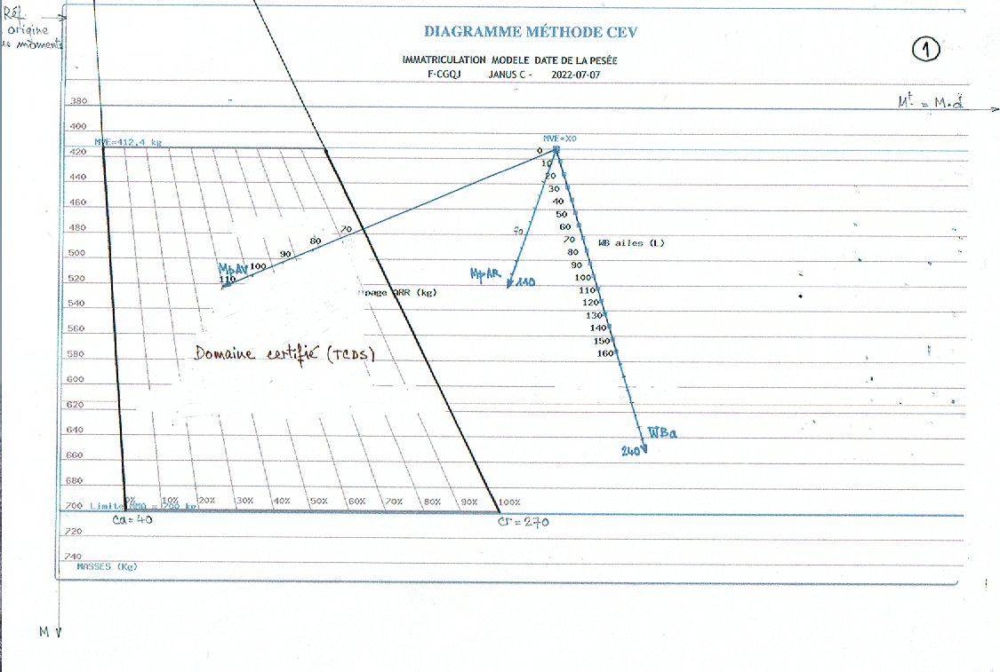 Réf.
origine
moments
DIAGRAMME MÉTHODE CEV
1
IMMATRICULATION MODELE DATE DE LA PESÉE
F-CGQJ JANUS C - 2022-07-07
Mt = M.d
380
400
MVE=412.4 kg
MVE=X0
420
440
460
480
500
520
540
560
580
600
620
640
660
680
700
720
740
0
10
20
30
40
50
60
70
80
90
100
110
120
130
140
150
160
WB ailes (L)
WBa
240
70
MpAR
110
70
80
90
100
110
MpAV
page ARR (kg)
Domaine certifié (TCDS)
0% 10% 20% 30% 40% 50% 60% 70% 80% 90% 100%
Limite MMA = 700 kg
Ca=40
Cr=270
MASSES (Kg)
M